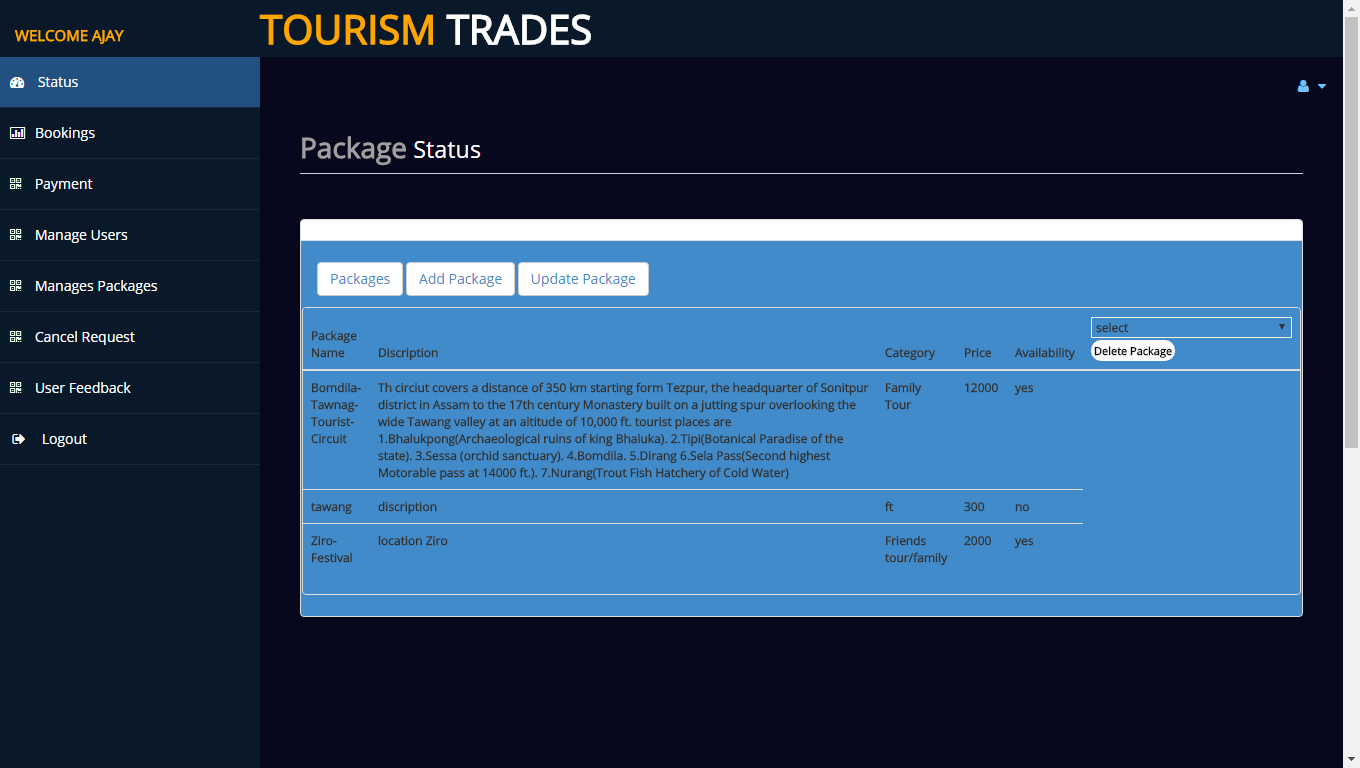 WELCOME AJAY
TOURISM TRADES
Status
Bookings
Payment
Manage Users
Manages Packages
Cancel Request
User Feedback
Logout
Package Status
Packages
Add Package
Update Package
select
Delete Package
Package
Name
Discription
Category
Price
Availability
Bomdila-
Tawnag-
Tourist-
Circuit
Th circiut covers a distance of 350 km starting form Tezpur, the headquarter of Sonitpur
district in Assam to the 17th century Monastery built on a jutting spur overlooking the
wide Tawang valley at an altitude of 10,000 ft. tourist places are
1.Bhalukpong(Archaeological ruins of king Bhaluka). 2.Tipi(Botanical Paradise of the
state). 3.Sessa (orchid sanctuary). 4.Bomdila. 5.Dirang 6.Sela Pass(Second highest
Motorable pass at 14000 ft.). 7.Nurang(Trout Fish Hatchery of Cold Water)
Family
Tour
12000
yes
tawang
discription
ft
300
no
Ziro-
Festival
location Ziro
Friends
tour/family
2000
yes